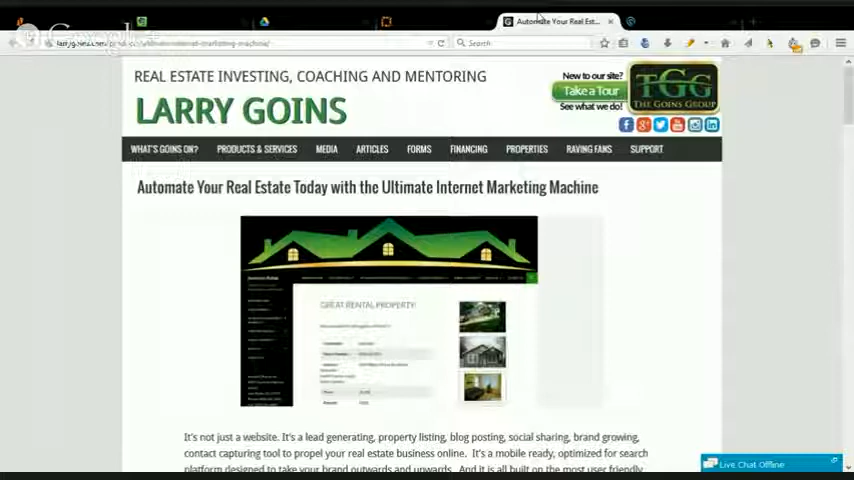 Google+
Automate Your Real Est...
Search
REAL ESTATE INVESTING, COACHING AND MENTORING
LARRY GOINS
New to our site?
Take a Tour
See what we do!
TGG
THE GOINS GROUP
WHAT'S GOINS ON? PRODUCTS & SERVICES MEDIA ARTICLES FORMS FINANCING PROPERTIES RAVING FANS SUPPORT
Automate Your Real Estate Today with the Ultimate Internet Marketing Machine
GREAT RENTAL PROPERTY
It's not just a website. It's a lead generating, property listing, blog posting, social sharing, brand growing,
contact capturing tool to propel your real estate business online. It's a mobile ready, optimized for search
platform designed to take your brand outwards and upwards. And it is all built on the most user friendly
Live Chat Offline